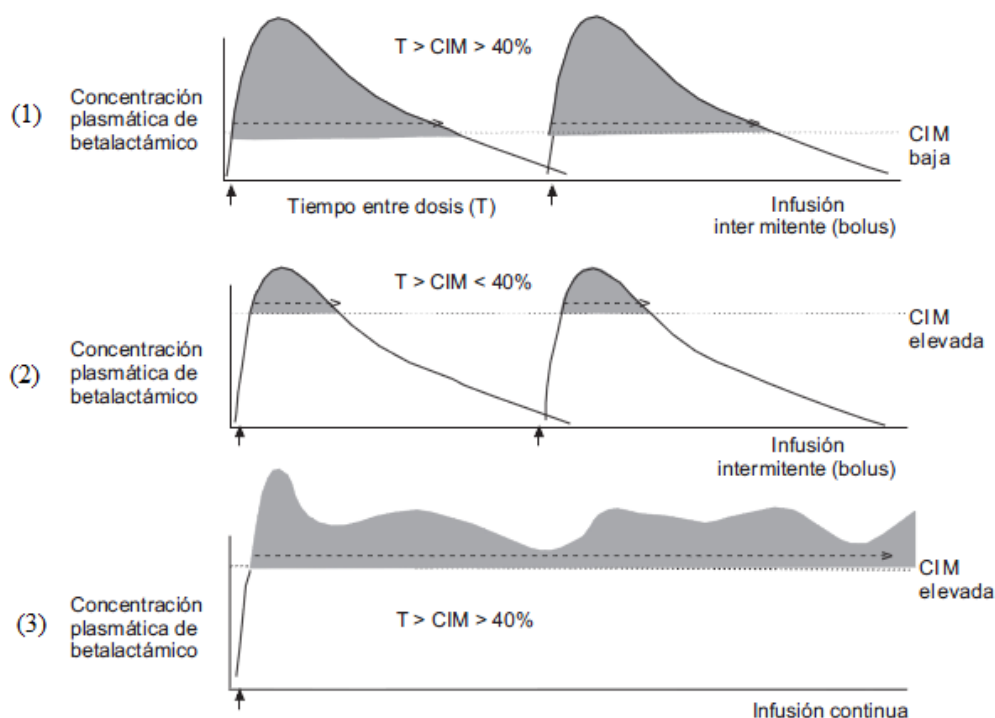 T > CIM > 40%
(1)
Concentración
plasmática de
betalactámico
CIM
baja
Tiempo entre dosis (T)
Infusión
inter mitente (bolus)
T > CIM < 40%
CIM
elevada
(2)
Concentración
plasmática de
betalactámico
Infusión
intermitente (bolus)
CIM
elevada
(3)
Concentración
plasmática de
betalactámico
T > CIM > 40%
Infusión continua